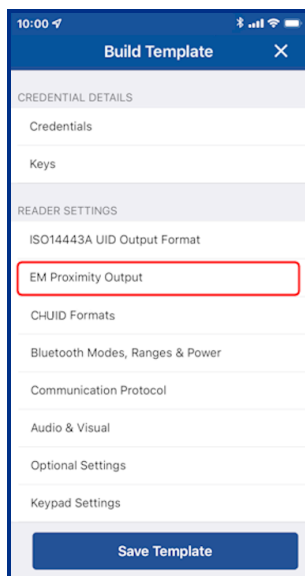 10:00
Build Template
CREDENTIAL DETAILS
Credentials
Keys
READER SETTINGS
ISO14443A UID Output Format
EM Proximity Output
CHUID Formats
Bluetooth Modes, Ranges & Power
Communication Protocol
Audio & Visual
Optional Settings
Keypad Settings
Save Template